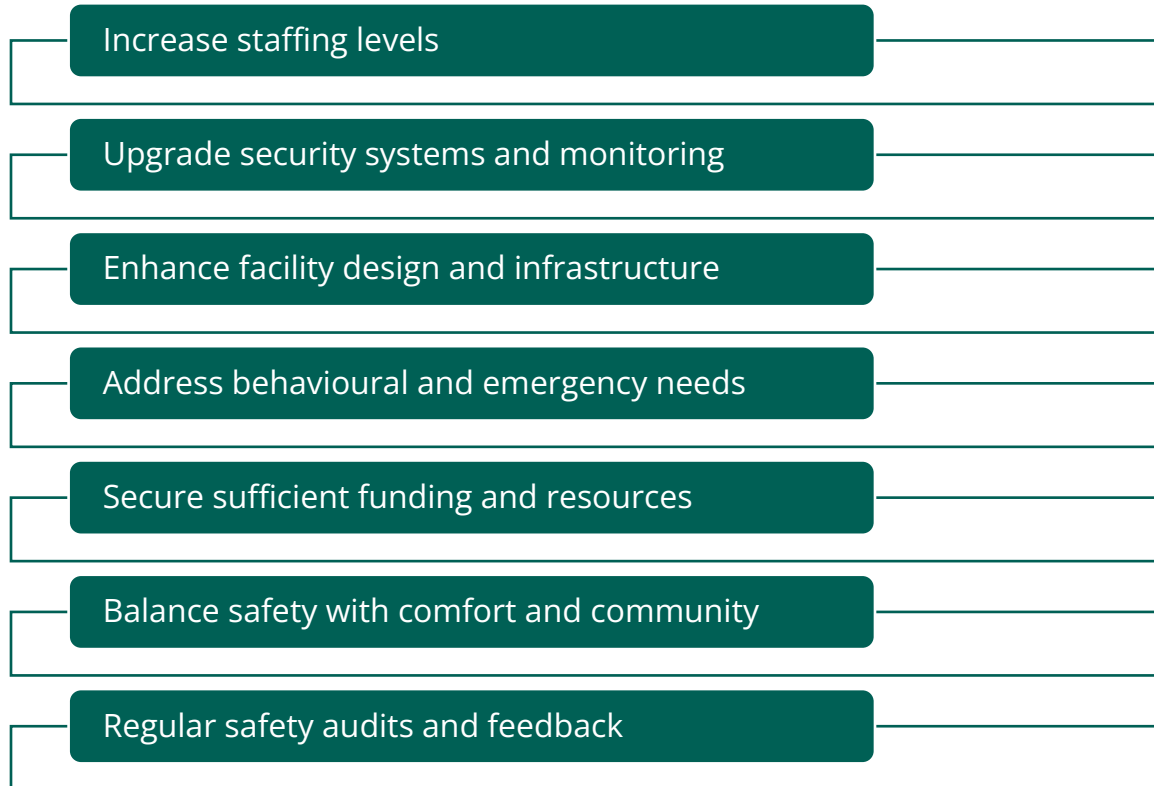 Increase staffing levels
Upgrade security systems and monitoring
Enhance facility design and infrastructure
Address behavioural and emergency needs
Secure sufficient funding and resources
Balance safety with comfort and community
Regular safety audits and feedback